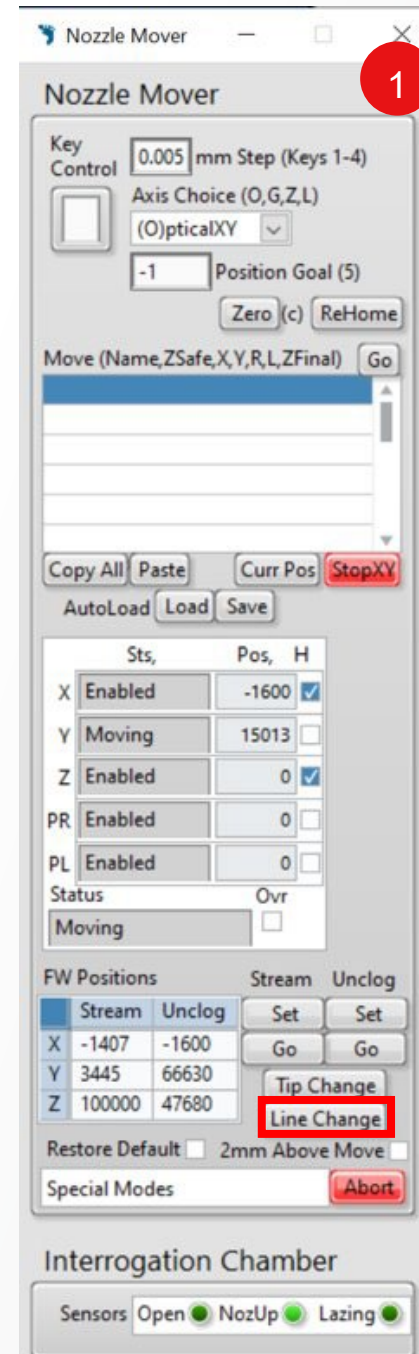 Nozzle Mover
1
Nozzle Mover
Key Control
0.005 mm Step (Keys 1-4)
Axis Choice (O,G,Z,L)
(O)pticalXY
-1 Position Goal (5)
Zero (c) ReHome
Move (Name,ZSafe,X,Y,R,L,ZFinal) Go
Copy All Paste Curr Pos StopXY
AutoLoad Load Save
Sts, Pos, H
X Enabled -1600
Y Moving 15013
Z Enabled 0
PR Enabled 0
PL Enabled 0
Status Ovr
Moving
FW Positions Stream Unclog
Stream Unclog Set Set
X -1407 -1600 Go Go
Y 3445 66630 Tip Change
Z 100000 47680 Line Change
Restore Default 2mm Above Move
Special Modes Abort
Interrogation Chamber
Sensors Open NozUp Lazing